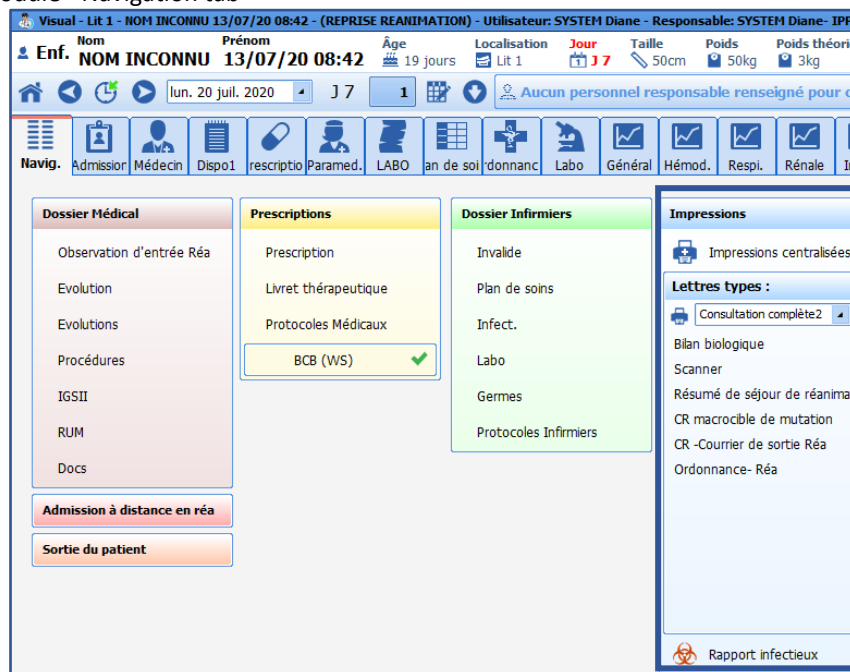 Navigation tab
Visual - Lit 1 - NOM INCONNU 13/07/20 08:42 - (REPRISE REANIMATION) - Utilisateur: SYSTEM Diane - Responsable: SYSTEM Diane- IPP
Enf. Nom Prénom Âge Localisation Jour Taille Poids Poids théori
NOM INCONNU 13/07/20 08:42 19 jours Lit 1 J 7 50cm 50kg 3kg
lun. 20 juil. 2020 J 7 1 Aucun personnel responsable renseigné pour c
Navig. Admission Médecin Dispo1 rescriptio Paramed. LABO an de soi rdonnanc Labo Général Hémod. Respi. Rénale
Dossier Médical
Observation d'entrée Réa
Evolution
Evolutions
Procédures
IGSII
RUM
Docs
Admission à distance en réa
Sortie du patient
Prescriptions
Prescription
Livret thérapeutique
Protocoles Médicaux
BCB (WS)
Dossier Infirmiers
Invalide
Plan de soins
Infect.
Labo
Germes
Protocoles Infirmiers
Impressions
Impressions centralisées
Lettres types :
Consultation complète2
Bilan biologique
Scanner
Résumé de séjour de réanima
CR macrocible de mutation
CR -Courrier de sortie Réa
Ordonnance- Réa
Rapport infectieux